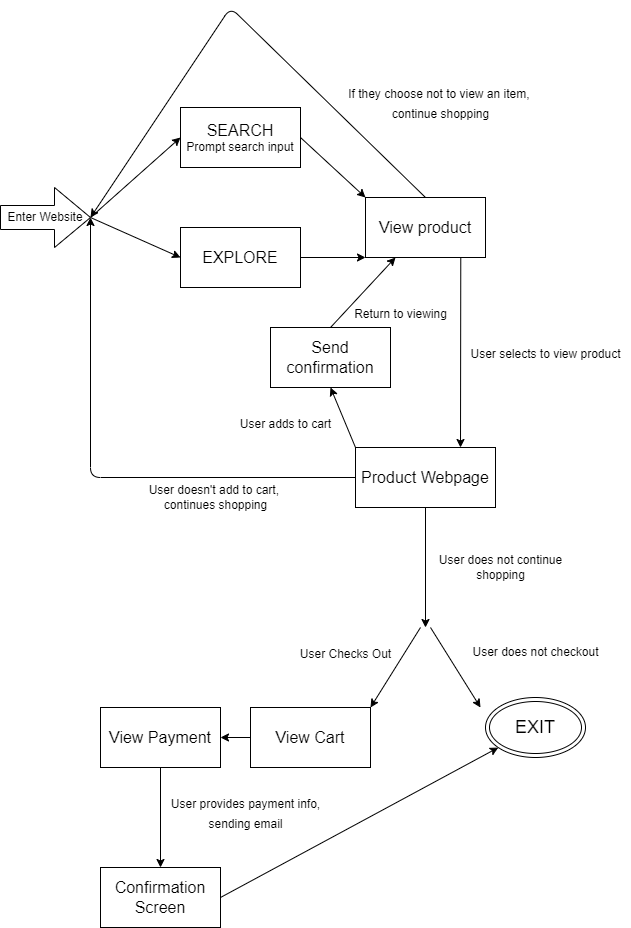 If they choose not to view an item,
continue shopping
SEARCH
Prompt search input
Enter Website
View product
EXPLORE
Return to viewing
Send
confirmation
User selects to view product
User adds to cart
Product Webpage
User doesn't add to cart,
continues shopping
User does not continue
shopping
User Checks Out
User does not checkout
View Payment
View Cart
EXIT
User provides payment info,
sending email
Confirmation
Screen